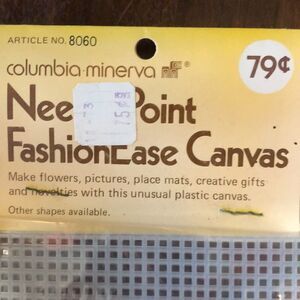 ARTICLE NO. 8060
columbia·minerva ®
79¢
Point
FashionEase Canvas
Make flowers, pictures, place mats, creative gifts
and novelties with this unusual plastic canvas.
Other shapes available.